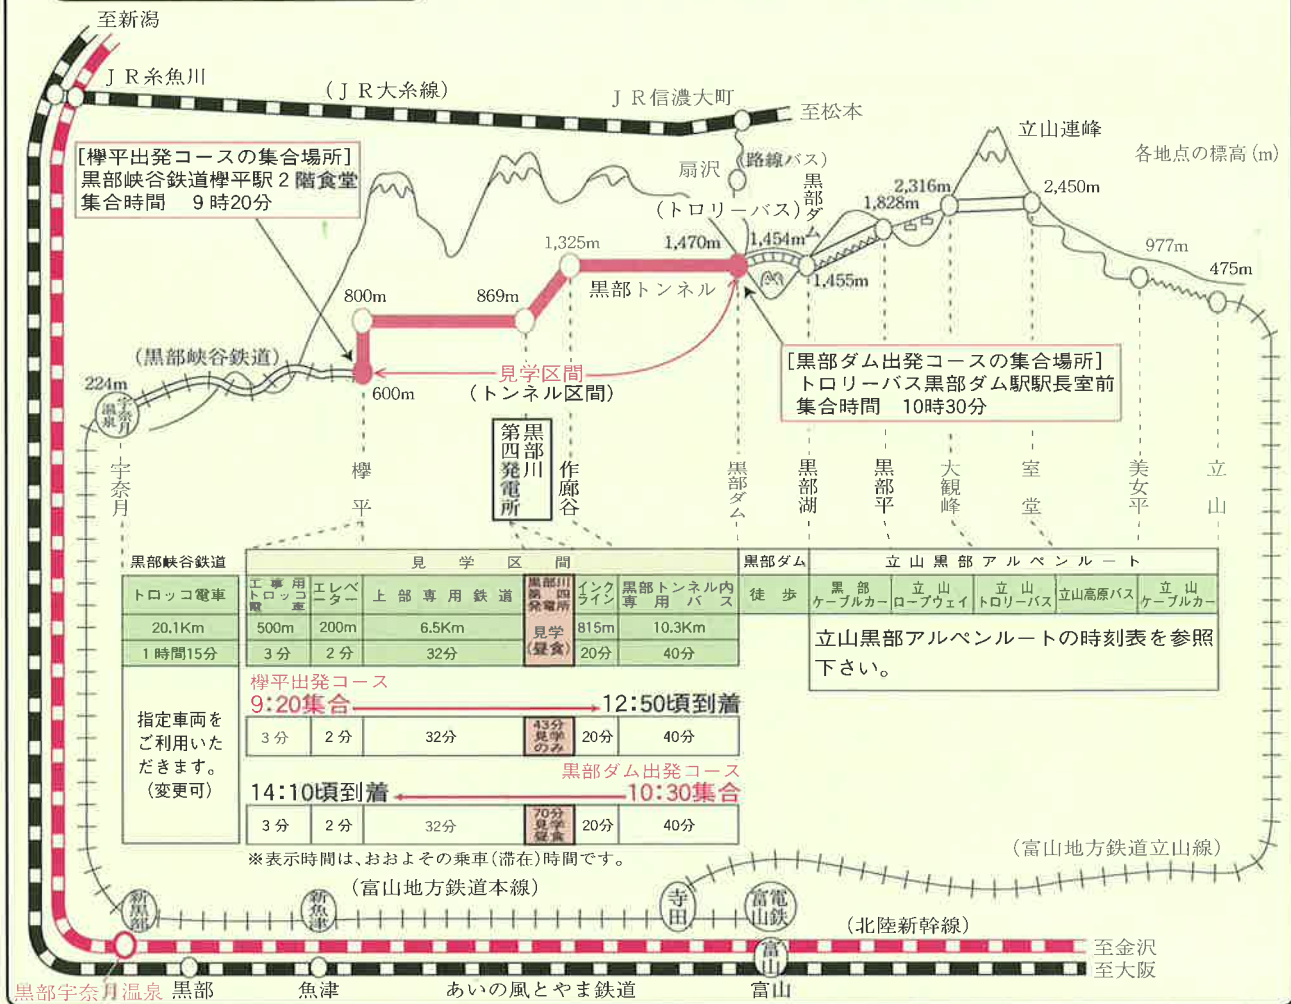 至新潟
JR糸魚川
(JR大糸線)
JR信濃大町
至松本
(路線バス)
扇沢
立山連峰
各地点の標高(m)
[欅平出発コースの集合場所]
黒部峡谷鉄道欅平駅2階食堂
集合時間 9時20分
(トロリーバス)
黒部ダム
1,325m
1,470m
1,454m
1,455m
1,828m
2,316m
2,450m
977m
475m
800m
869m
黒部トンネル
(黒部峡谷鉄道)
224m
宇奈月温泉
600m
見学区間
(トンネル区間)
[黒部ダム出発コースの集合場所]
トロリーバス黒部ダム駅駅長室前
集合時間 10時30分
宇奈月
欅平
黒部川
第四発電所
作廊谷
黒部ダム
黒部湖
黒部平
大観峰
室堂
美女平
立山
黒部峡谷鉄道
見学区間
黒部ダム
立山黒部アルペンルート
トロッコ電車
工事用
トロッコ
電車
エレベーター
上部専用鉄道
黒部川
第四
発電所
インクライン
黒部トンネル内
専用バス
徒歩
黒部
ケーブルカー
立山
ロープウェイ
立山
トロリーバス
立山高原バス
立山
ケーブルカー
20.1Km
500m
200m
6.5Km
見学
(昼食)
815m
10.3Km
1時間15分
3分
2分
32分
20分
40分
立山黒部アルペンルートの時刻表を参照
下さい。
指定車両を
ご利用いた
だきます。
(変更可)
欅平出発コース
9:20集合
12:50頃到着
3分
2分
32分
43分
見学
のみ
20分
40分
黒部ダム出発コース
14:10頃到着
10:30集合
3分
2分
32分
70分
見学
昼食
20分
40分
※表示時間は、おおよその乗車(滞在)時間です。
(富山地方鉄道立山線)
(富山地方鉄道本線)
新黒部
新魚津
寺田
電鉄富山
(北陸新幹線)
至金沢
至大阪
黒部宇奈月温泉
黒部
魚津
あいの風とやま鉄道
富山
富山